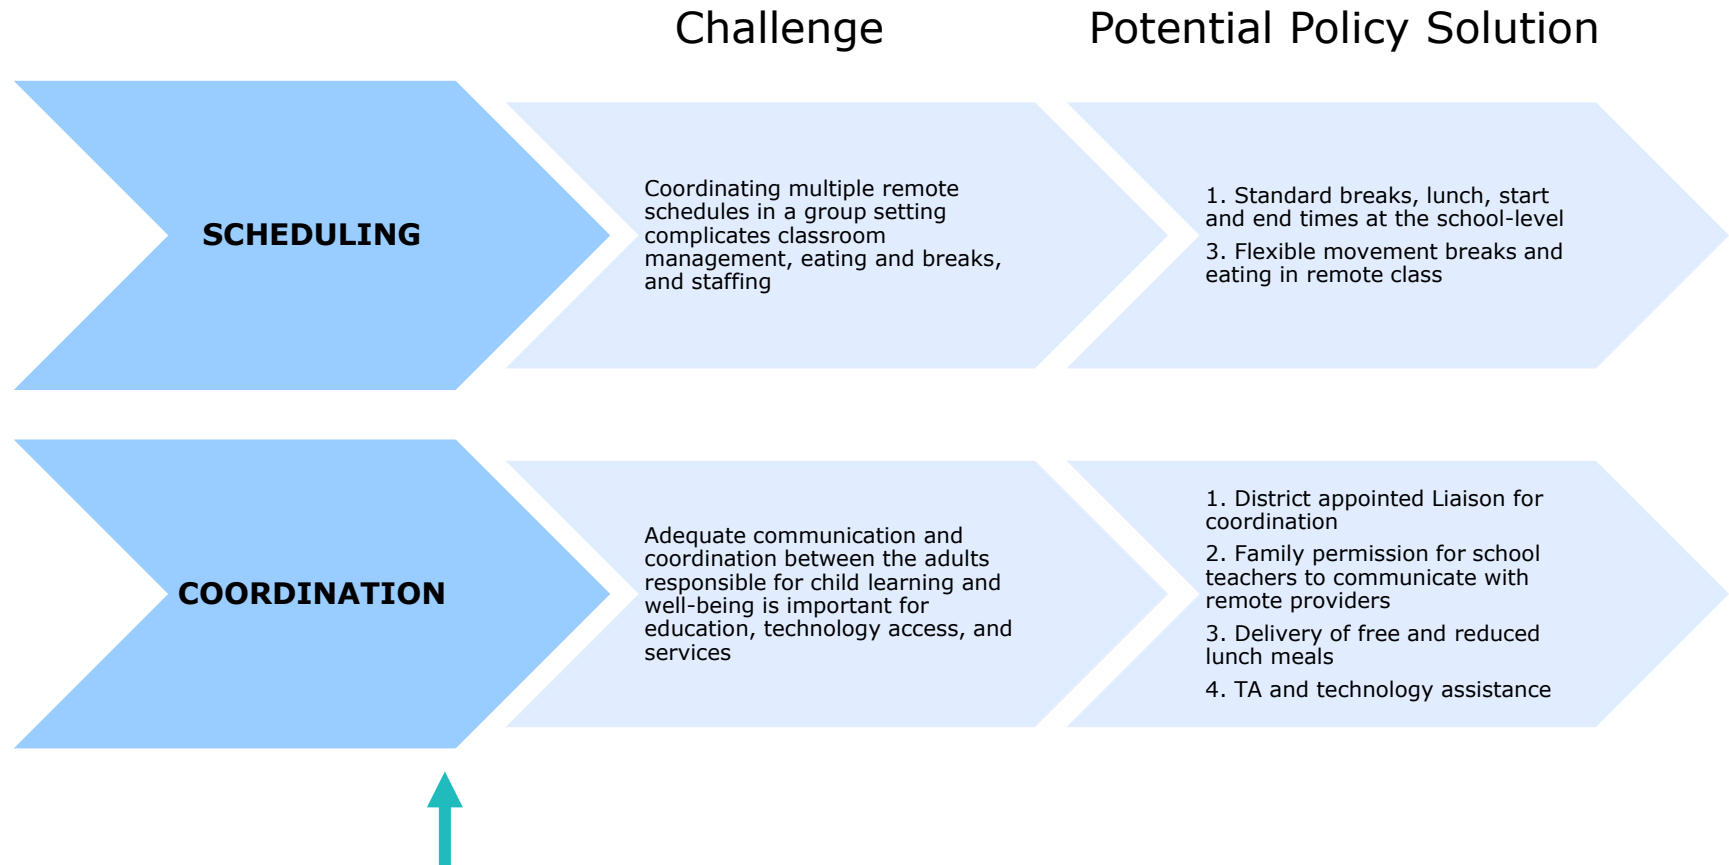 Challenge
Potential Policy Solution
SCHEDULING
Coordinating multiple remote
schedules in a group setting
complicates classroom
management, eating and breaks,
and staffing
1. Standard breaks, lunch, start
and end times at the school-level
3. Flexible movement breaks and
eating in remote class
COORDINATION
Adequate communication and
coordination between the adults
responsible for child learning and
well-being is important for
education, technology access, and
services
1. District appointed Liaison for
coordination
2. Family permission for school
teachers to communicate with
remote providers
3. Delivery of free and reduced
lunch meals
4. TA and technology assistance